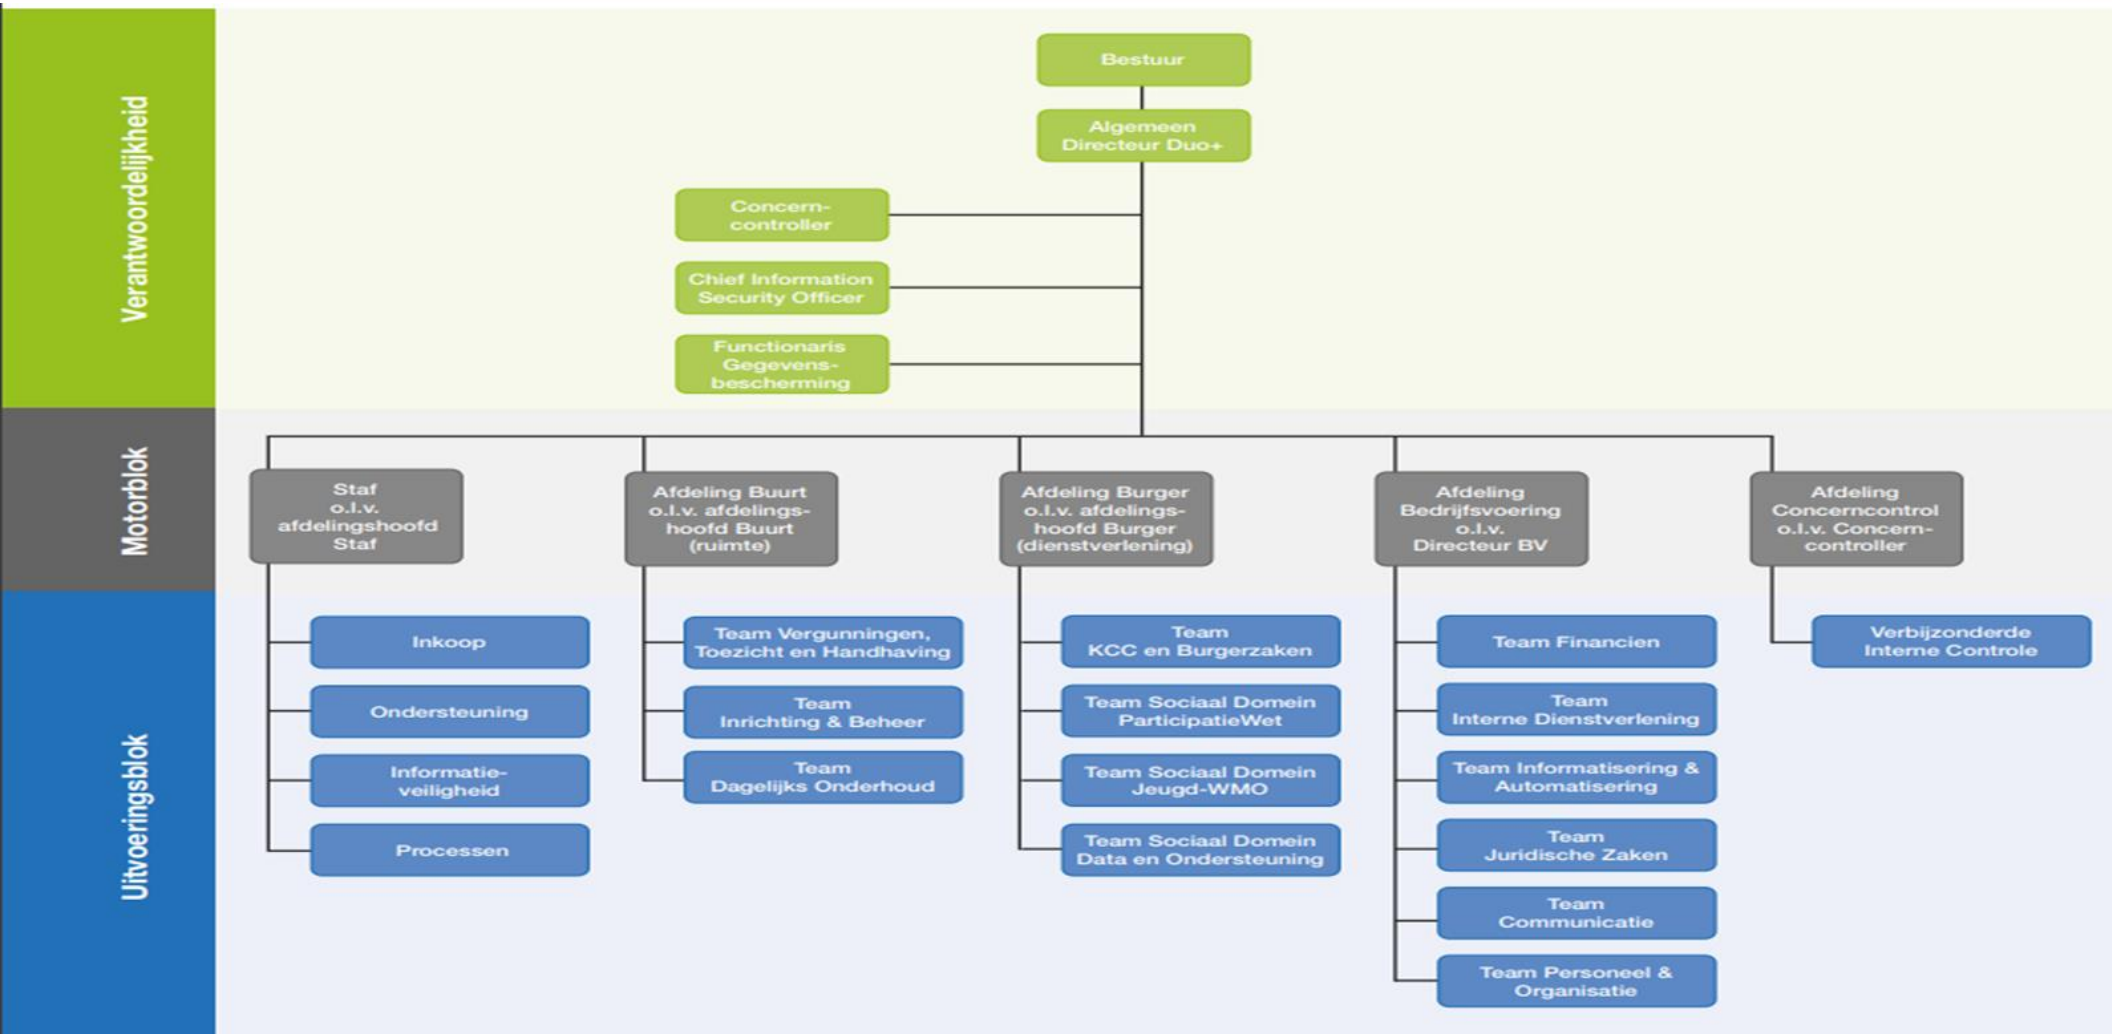 Verantwoordelijkheid
Bestuur
Algemeen
Directeur Duo+
Concern-
controller
Chief Information
Security Officer
Functionaris
Gegevens-
bescherming
Motorblok
Staf
o.l.v.
afdelingshoofd
Staf
Afdeling Buurt
o.l.v. afdelings-
hoofd Buurt
(ruimte)
Afdeling Burger
o.l.v. afdelings-
hoofd Burger
(dienstverlening)
Afdeling
Bedrijfsvoering
o.l.v.
Directeur BV
Afdeling
Concerncontrol
o.l.v. Concern-
controller
Uitvoeringsblok
Inkoop
Ondersteuning
Informatie-
veiligheid
Processen
Team Vergunningen,
Toezicht en Handhaving
Team
Inrichting & Beheer
Team
Dagelijks Onderhoud
Team
KCC en Burgerzaken
Team Sociaal Domein
ParticipatieWet
Team Sociaal Domein
Jeugd-WMO
Team Sociaal Domein
Data en Ondersteuning
Team Financien
Team
Interne Dienstverlening
Team Informatisering &
Automatisering
Team
Juridische Zaken
Team
Communicatie
Team Personeel &
Organisatie
Verbijzonderde
Interne Controle